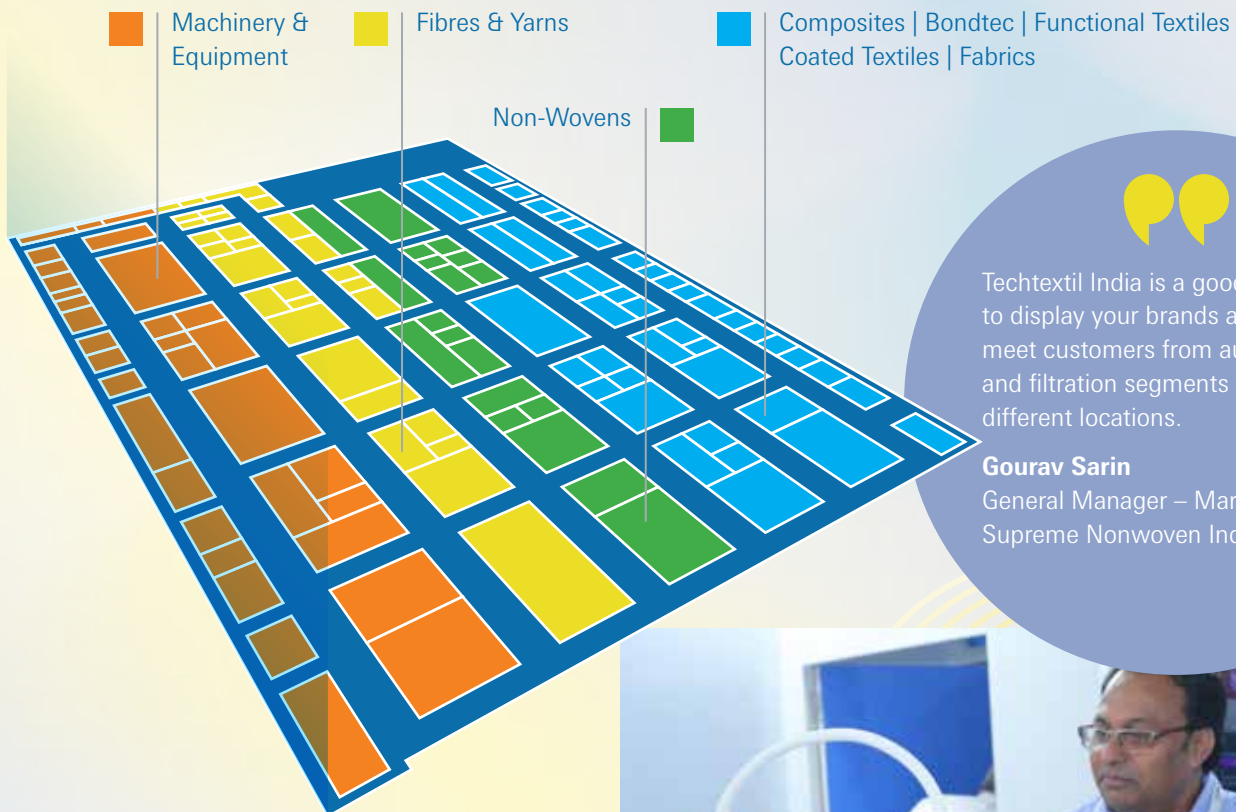 Machinery &
Equipment
Fibres & Yarns
Composites | Bondtec | Functional Textiles
Coated Textiles | Fabrics
Non-Wovens
Techtextil India is a good
to display your brands a
meet customers from au
and filtration segments
different locations.
Gourav Sarin
General Manager – Mar
Supreme Nonwoven Ind